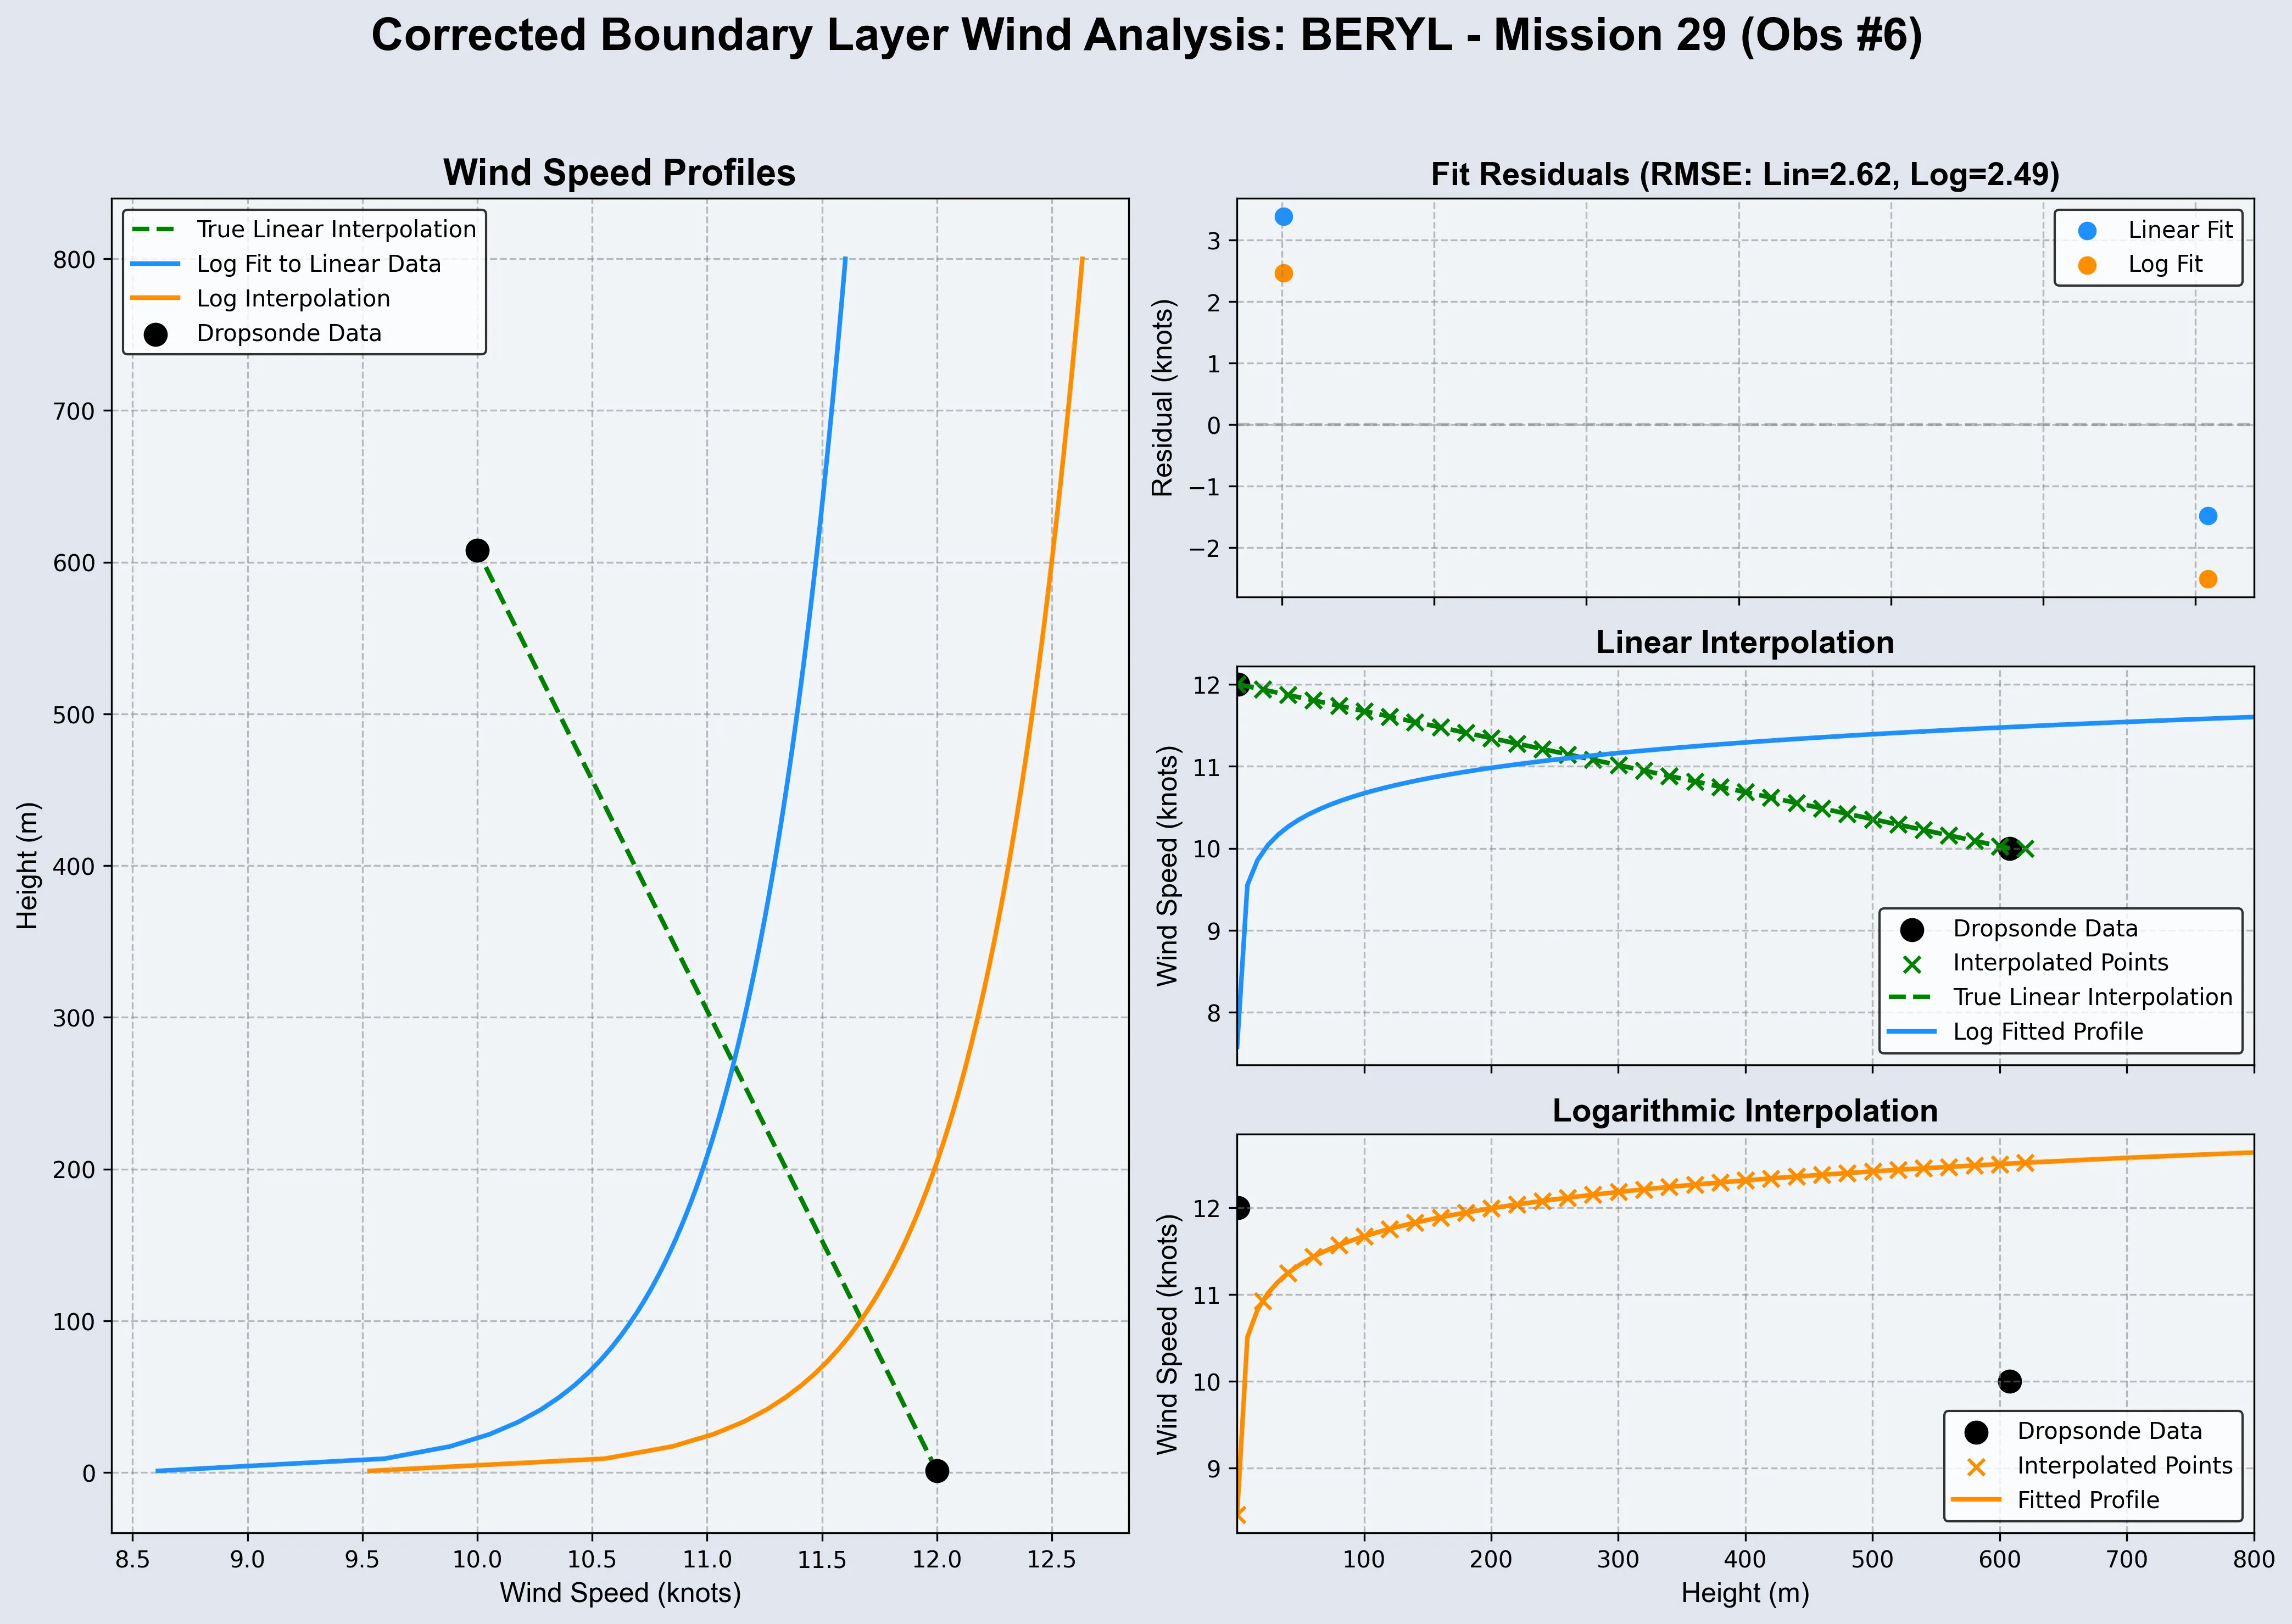 Corrected Boundary Layer Wind Analysis: BERYL - Mission 29 (Obs #6)
Wind Speed Profiles
True Linear Interpolation
Log Fit to Linear Data
Log Interpolation
Dropsonde Data
800
700
600
500
400
300
200
100
0
Height (m)
8.5 9.0 9.5 10.0 10.5 11.0 11.5 12.0 12.5
Wind Speed (knots)
Fit Residuals (RMSE: Lin=2.62, Log=2.49)
Linear Fit
Log Fit
3
2
1
0
−1
−2
Residual (knots)
Linear Interpolation
12
11
10
9
8
Wind Speed (knots)
Dropsonde Data
Interpolated Points
True Linear Interpolation
Log Fitted Profile
Logarithmic Interpolation
12
11
10
9
Wind Speed (knots)
Dropsonde Data
Interpolated Points
Fitted Profile
100 200 300 400 500 600 700 800
Height (m)